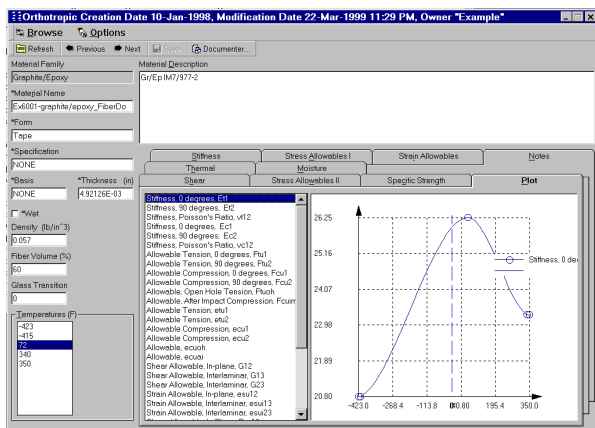 Orthotropic Creation Date 10-Jan-1998, Modification Date 22-Mar-1999 11:29 PM, Owner "Example"
Browse Options
Refresh Previous Next Save Documenter...
Material Family
Graphite/Epoxy
*Material Name
Ex6001-graphite/epoxy_FiberDo
*Form
Tape
*Specification
NONE
*Basis *Thickness (in)
NONE 4.92126E-03
*Wet
Density (lb/in^3)
0.057
Fiber Volume (%)
60
Glass Transition
0
Temperatures (F)
-423
-415
72
340
350
Material Description
Gr/Ep IM7/977-2
Stiffness Stress Allowables I Strain Allowables Notes
Thermal Moisture
Shear Stress Allowables II Specific Strength Plot
Stiffness, 0 degrees, Et1
Stiffness, 90 degrees, Et2
Stiffness, Poisson's Ratio, vt12
Stiffness, 0 degrees, Ec1
Stiffness, 90 degrees, Ec2
Stiffness, Poisson's Ratio, vc12
Allowable Tension, 0 degrees, Ftu1
Allowable Tension, 90 degrees, Ftu2
Allowable Compression, 0 degrees, Fcu1
Allowable Compression, 90 degrees, Fcu2
Allowable, Open Hole Tension, Ftuoh
Allowable, After Impact Compression, Fcuim
Allowable Tension, etu1
Allowable Tension, etu2
Allowable Compression, ecu1
Allowable Compression, ecu2
Allowable, ecuoh
Allowable, ecuai
Shear Allowable, In-plane, G12
Shear Allowable, Interlaminar, G13
Shear Allowable, Interlaminar, G23
Strain Allowable, In-plane, esu12
Strain Allowable, Interlaminar, esui13
Strain Allowable, Interlaminar, esui23
26.25
25.16
24.07
22.98
21.89
20.80
-423.0 -268.4 -113.8 40.80 195.4 350.0
Stiffness, 0 de